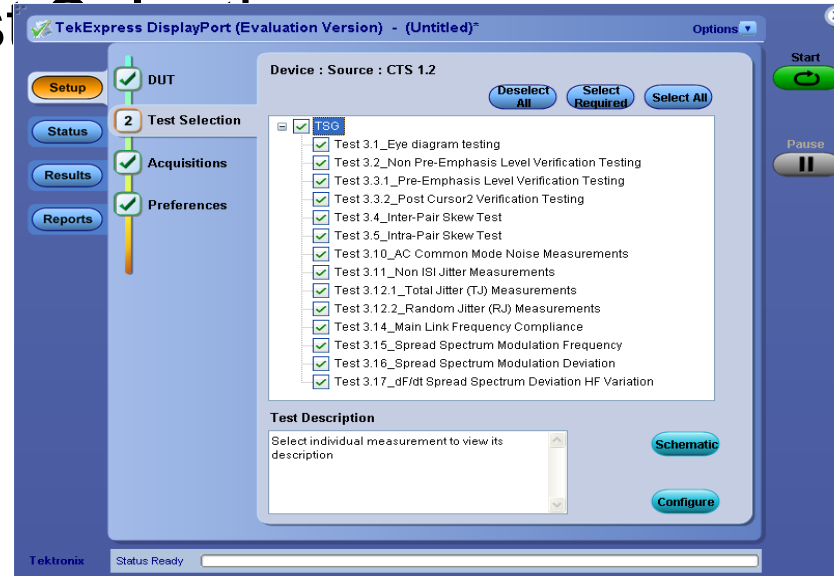 TekExpress DisplayPort (Evaluation Version) - (Untitled)*
Options
Start
Pause
Setup
Status
Results
Reports
DUT
2 Test Selection
Acquisitions
Preferences
Device : Source : CTS 1.2
Deselect All
Select Required
Select All
TSG
Test 3.1_Eye diagram testing
Test 3.2_Non Pre-Emphasis Level Verification Testing
Test 3.3.1_Pre-Emphasis Level Verification Testing
Test 3.3.2_Post Cursor2 Verification Testing
Test 3.4_Inter-Pair Skew Test
Test 3.5_Intra-Pair Skew Test
Test 3.10_AC Common Mode Noise Measurements
Test 3.11_Non ISI Jitter Measurements
Test 3.12.1_Total Jitter (TJ) Measurements
Test 3.12.2_Random Jitter (RJ) Measurements
Test 3.14_Main Link Frequency Compliance
Test 3.15_Spread Spectrum Modulation Frequency
Test 3.16_Spread Spectrum Modulation Deviation
Test 3.17_dF/dt Spread Spectrum Deviation HF Variation
Test Description
Select individual measurement to view its
description
Schematic
Configure
Tektronix
Status Ready